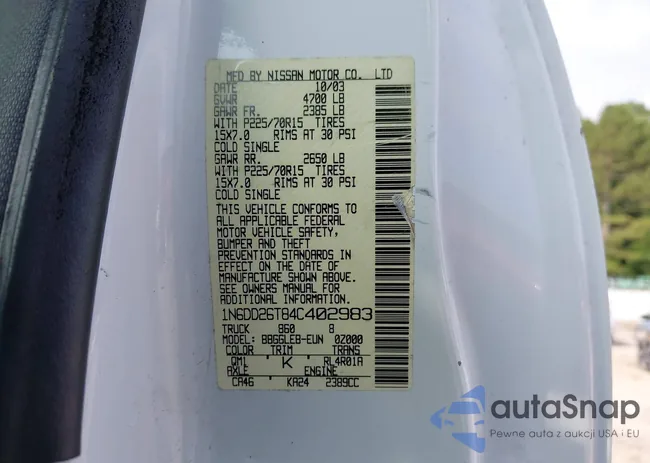 MFD BY NISSAN MOTOR CO. LTD
DATE 10/03
GVWR 4700 LB
GAWR FR. 2385 LB
WITH P225/70R15 TIRES
15X7.0 RIMS AT 30 PSI
COLD SINGLE
GAWR RR. 2650 LB
WITH P225/70R15 TIRES
15X7.0 RIMS AT 30 PSI
COLD SINGLE
THIS VEHICLE CONFORMS TO
ALL APPLICABLE FEDERAL
MOTOR VEHICLE SAFETY,
BUMPER AND THEFT
PREVENTION STANDARDS IN
EFFECT ON THE DATE OF
MANUFACTURE SHOWN ABOVE.
SEE OWNERS MANUAL FOR
ADDITIONAL INFORMATION
1N6DD26T84C402983
TRUCK 860 8
MODEL: BBGGLEB-EUN 02000
COLOR TRIM TRANS
QM1 K RL4R01A
AXLE ENGINE
CA46 KA24 2389CC
autaSnap
Pewne auta z aukcji USA i EU